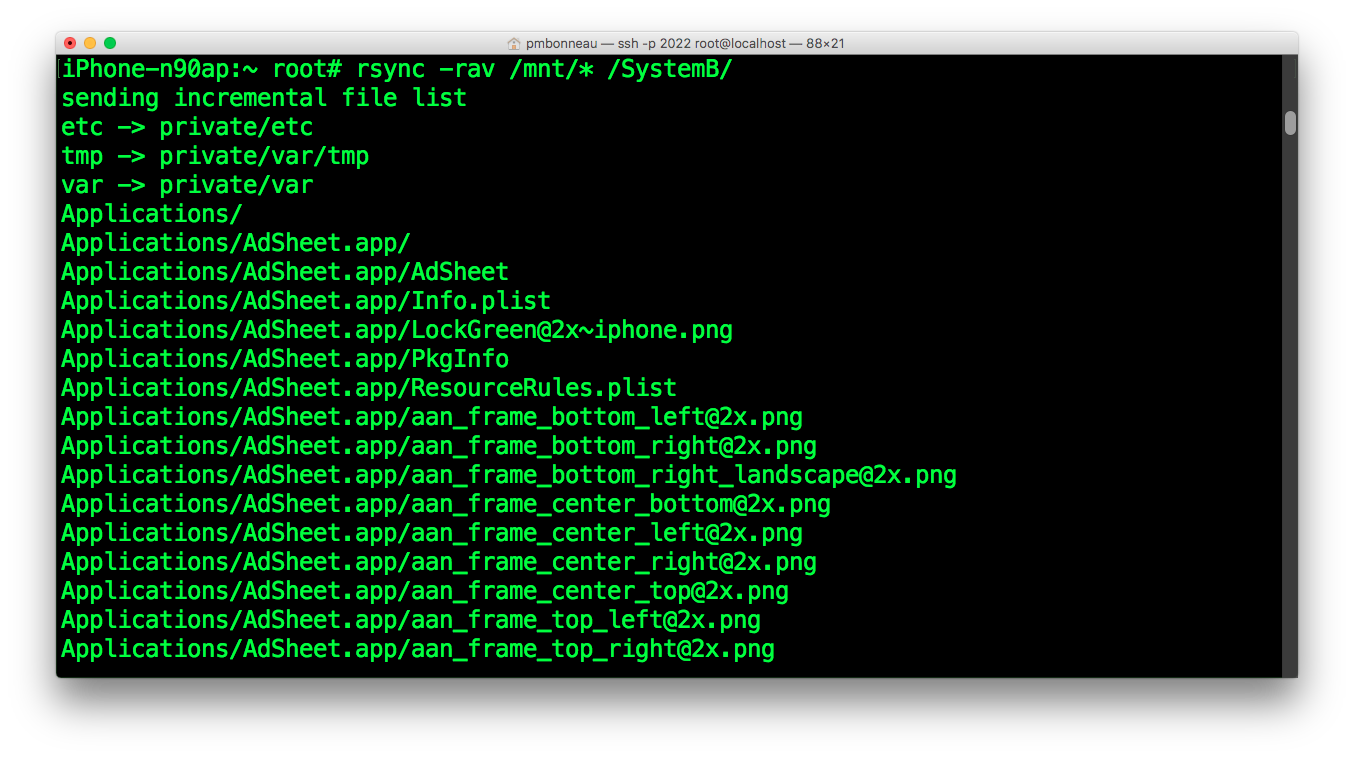 pmbonneau — ssh -p 2022 root@localhost — 88×21
iPhone-n90ap:~ root# rsync -rav /mnt/* /SystemB/
sending incremental file list
etc -> private/etc
tmp -> private/var/tmp
var -> private/var
Applications/
Applications/AdSheet.app/
Applications/AdSheet.app/AdSheet
Applications/AdSheet.app/Info.plist
Applications/AdSheet.app/LockGreen@2x~iphone.png
Applications/AdSheet.app/PkgInfo
Applications/AdSheet.app/ResourceRules.plist
Applications/AdSheet.app/aan_frame_bottom_left@2x.png
Applications/AdSheet.app/aan_frame_bottom_right@2x.png
Applications/AdSheet.app/aan_frame_bottom_right_landscape@2x.png
Applications/AdSheet.app/aan_frame_center_bottom@2x.png
Applications/AdSheet.app/aan_frame_center_left@2x.png
Applications/AdSheet.app/aan_frame_center_right@2x.png
Applications/AdSheet.app/aan_frame_center_top@2x.png
Applications/AdSheet.app/aan_frame_top_left@2x.png
Applications/AdSheet.app/aan_frame_top_right@2x.png